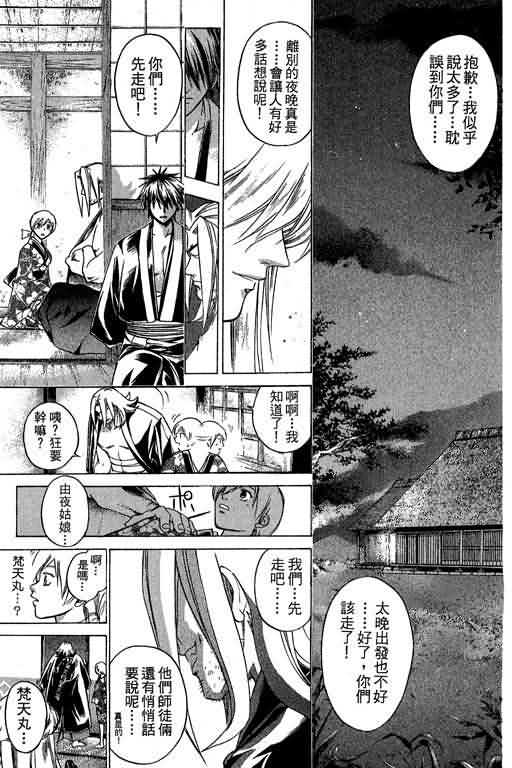 抱歉…我似乎
說太多了…耽
誤到你們……
太晚出發也不好
……好了，你們
該走了！
離別的夜晚真是
……會讓人有好
多話想說呢！
你們……
先走吧！
啊啊…我
知道了！
咦？狂要
幹嘛？
ポ
由夜姑娘…
我們…先
走吧……
啊…
是嗎…
梵天丸…？
他們師徒倆
還有悄悄話
要說呢…
真是的！
梵天丸…